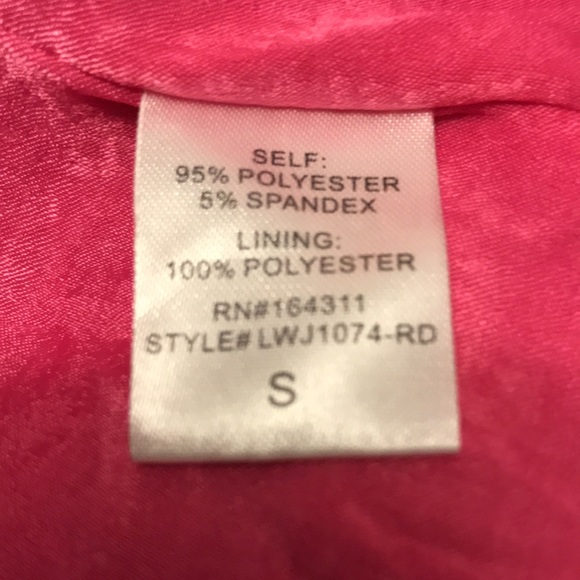 SELF:
95% POLYESTER
5% SPANDEX
LINING:
100% POLYESTER
RN#164311
STYLE# LWJ1074-RD
S